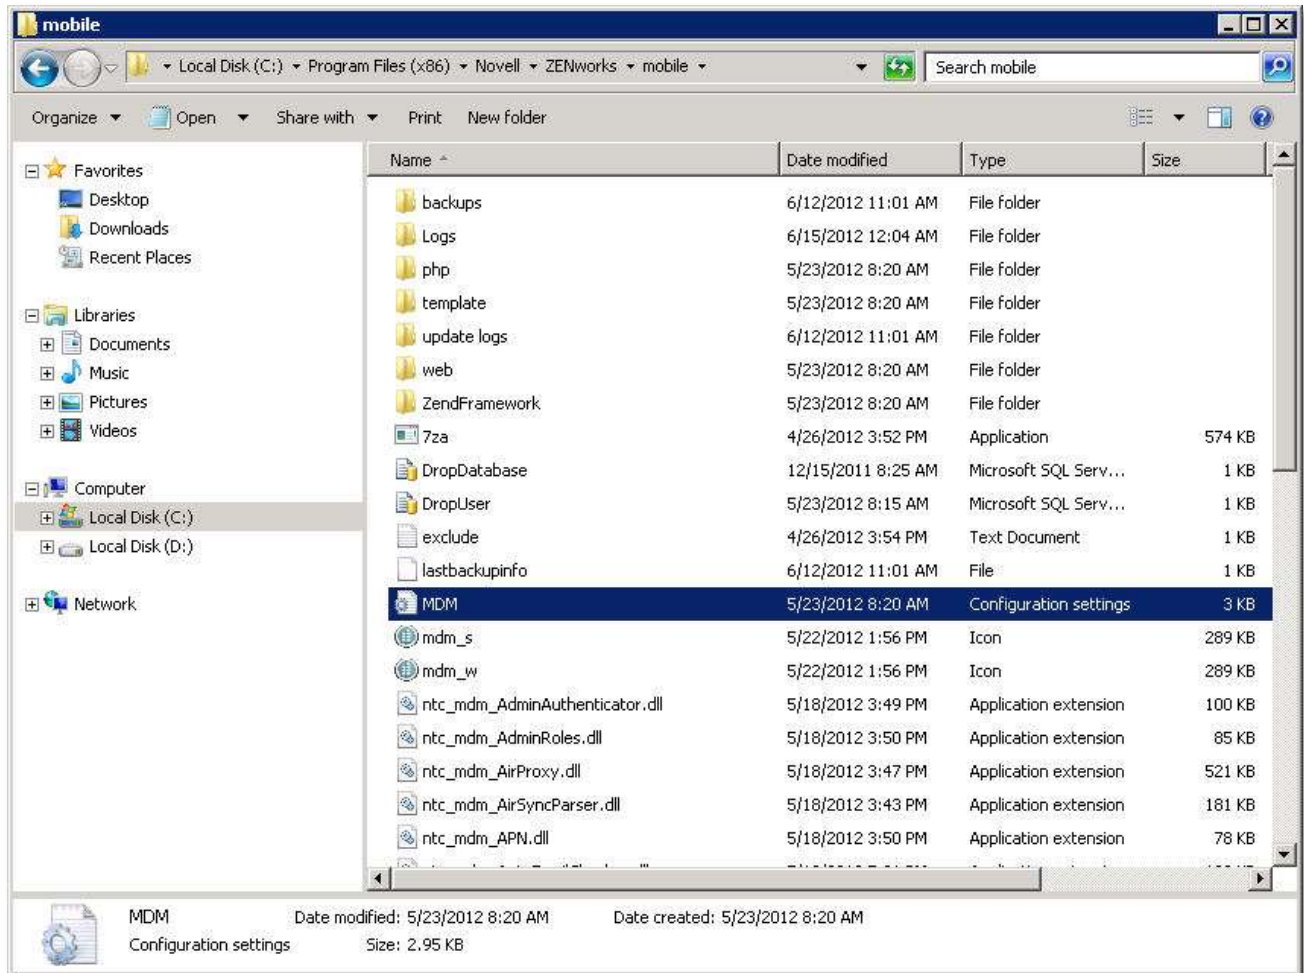 mobile
Local Disk (C:) Program Files (x86) Novell ZENworks mobile Search mobile
Organize Open Share with Print New folder
Favorites
Desktop
Downloads
Recent Places
Libraries
Documents
Music
Pictures
Videos
Computer
Local Disk (C:)
Local Disk (D:)
Network
Name Date modified Type Size
backups 6/12/2012 11:01 AM File folder
Logs 6/15/2012 12:04 AM File folder
php 5/23/2012 8:20 AM File folder
template 5/23/2012 8:20 AM File folder
update logs 6/12/2012 11:01 AM File folder
web 5/23/2012 8:20 AM File folder
ZendFramework 5/23/2012 8:20 AM File folder
7za 4/26/2012 3:52 PM Application 574 KB
DropDatabase 12/15/2011 8:25 AM Microsoft SQL Serv... 1 KB
DropUser 5/23/2012 8:15 AM Microsoft SQL Serv... 1 KB
exclude 4/26/2012 3:54 PM Text Document 1 KB
lastbackupinfo 6/12/2012 11:01 AM File 1 KB
MDM 5/23/2012 8:20 AM Configuration settings 3 KB
mdm_s 5/22/2012 1:56 PM Icon 289 KB
mdm_w 5/22/2012 1:56 PM Icon 289 KB
ntc_mdm_AdminAuthenticator.dll 5/18/2012 3:49 PM Application extension 100 KB
ntc_mdm_AdminRoles.dll 5/18/2012 3:50 PM Application extension 85 KB
ntc_mdm_AirProxy.dll 5/18/2012 3:47 PM Application extension 521 KB
ntc_mdm_AirSyncParser.dll 5/18/2012 3:43 PM Application extension 181 KB
ntc_mdm_APN.dll 5/18/2012 3:50 PM Application extension 78 KB
MDM Date modified: 5/23/2012 8:20 AM Date created: 5/23/2012 8:20 AM
Configuration settings Size: 2.95 KB